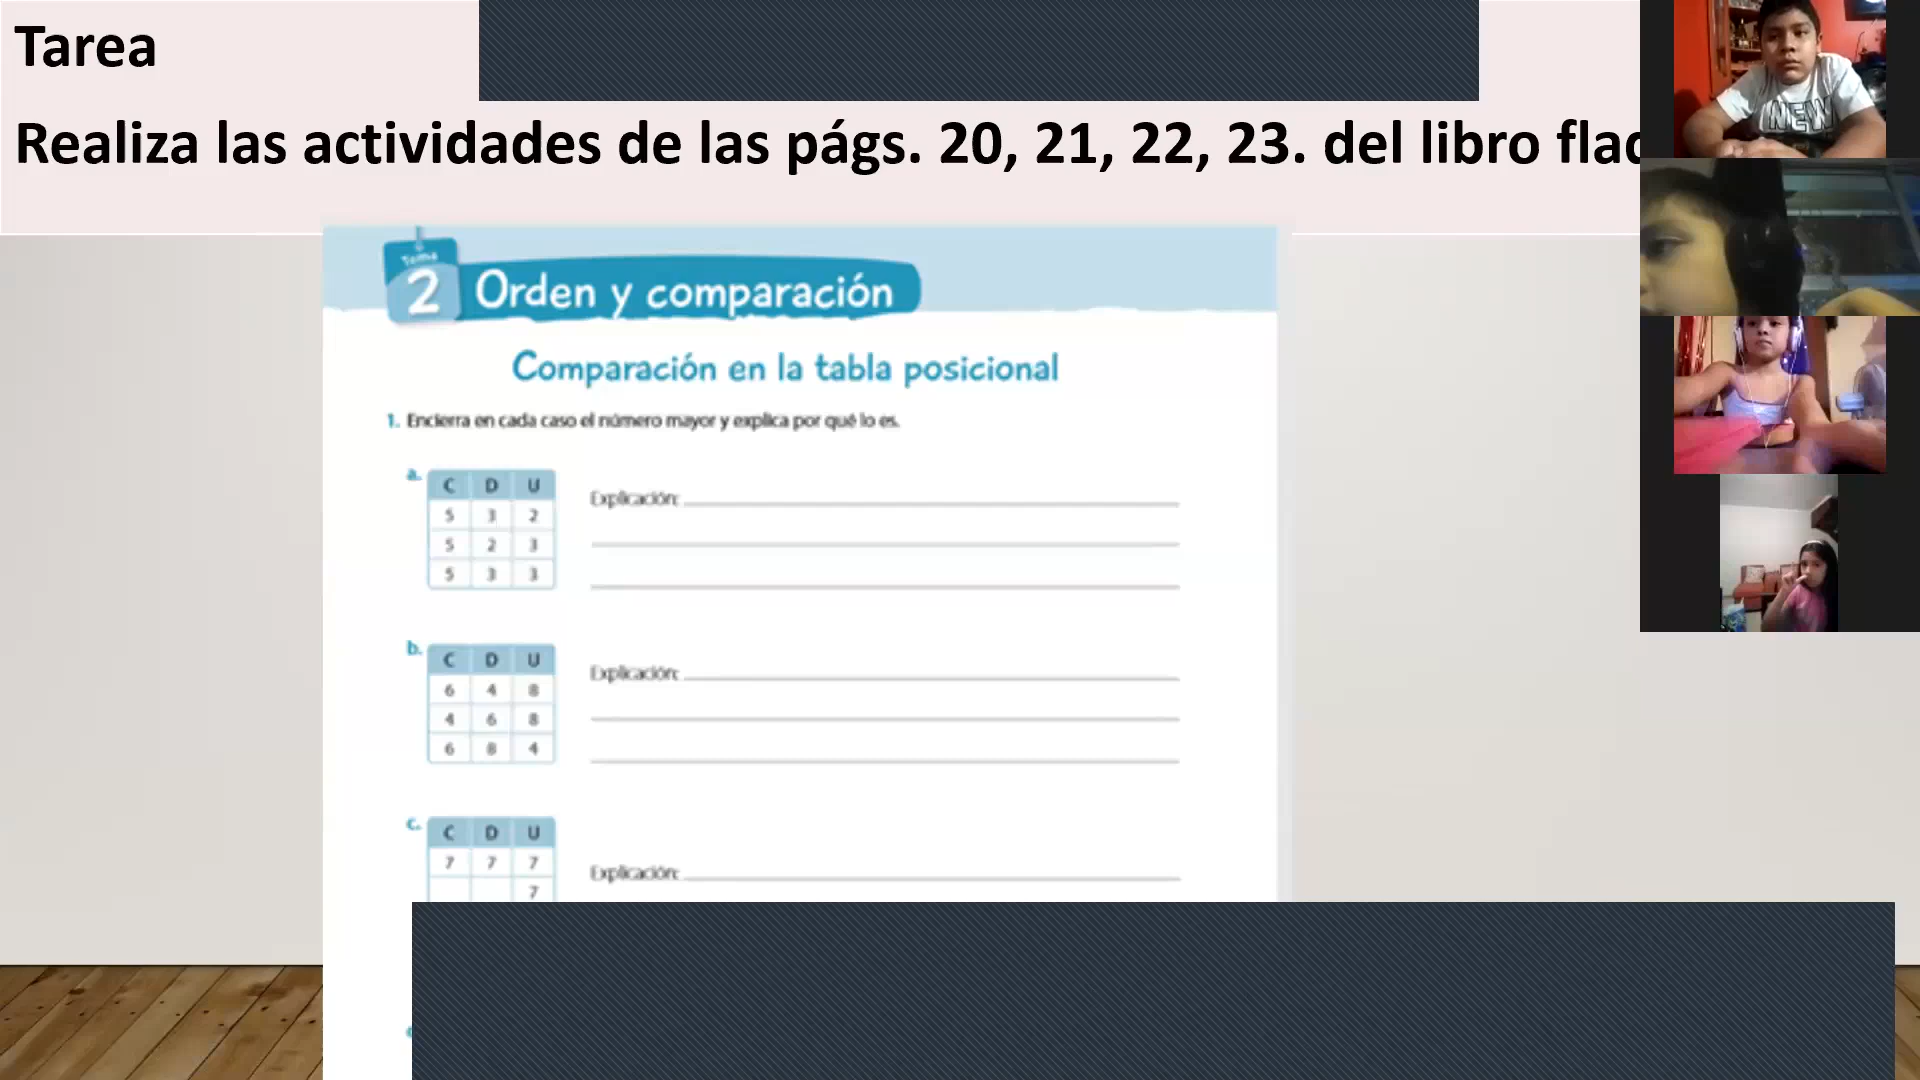 Tarea
Realiza las actividades de las págs. 20, 21, 22, 23. del libro flac
Tema
2 Orden y comparación
Comparación en la tabla posicional
1. Encierra en cada caso el número mayor y explica por qué lo es.
a.
C D U
5 3 2
5 2 3
5 3 3
Explicación:
b.
C D U
6 4 8
4 6 8
6 8 4
Explicación:
c.
C D U
7 7 7
7
Explicación:
NEW